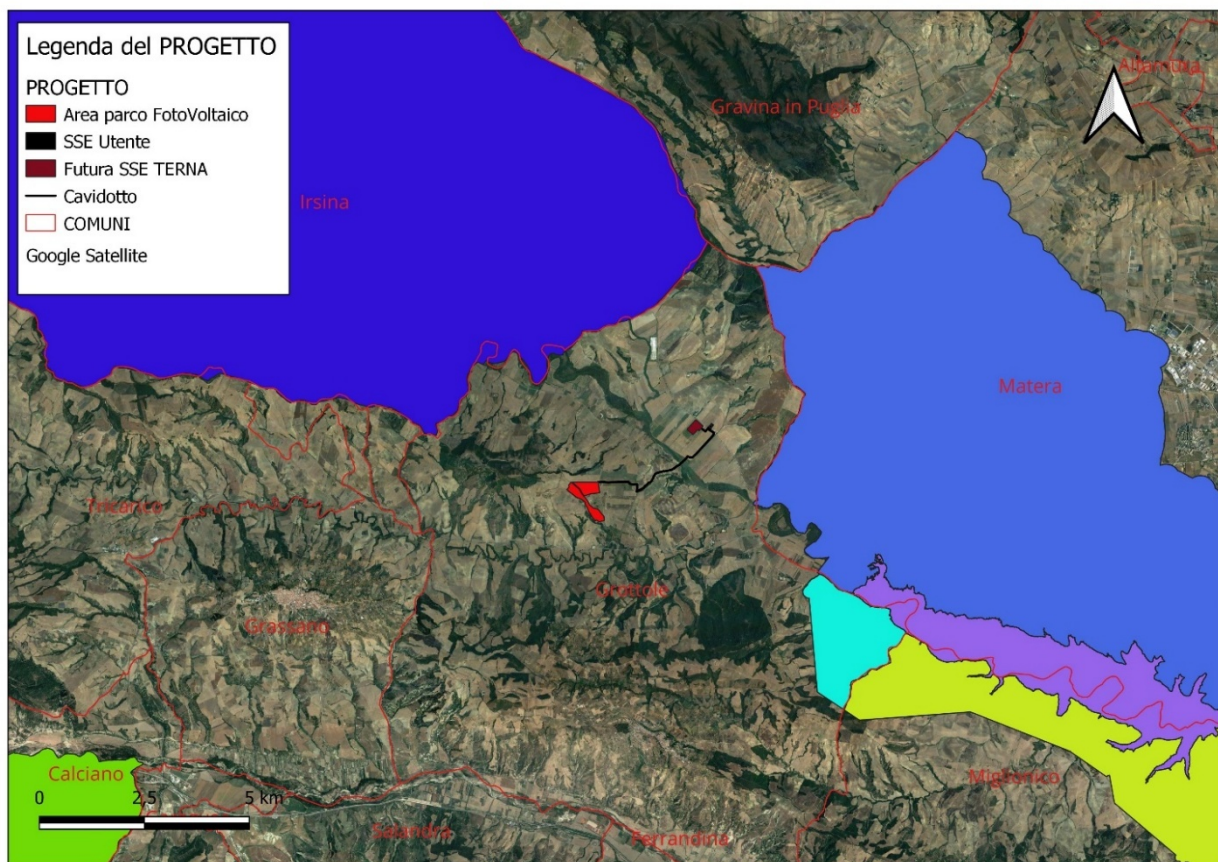 Legenda del PROGETTO
PROGETTO
Area parco FotoVoltaico
SSE Utente
Futura SSE TERNA
Cavidotto
COMUNI
Google Satellite
Altamura
Gravina in Puglia
Irsina
Matera
Tricarico
Grottole
Grassano
Calciano
Miglionico
Salandra
Ferrandina
0 2,5 5 km